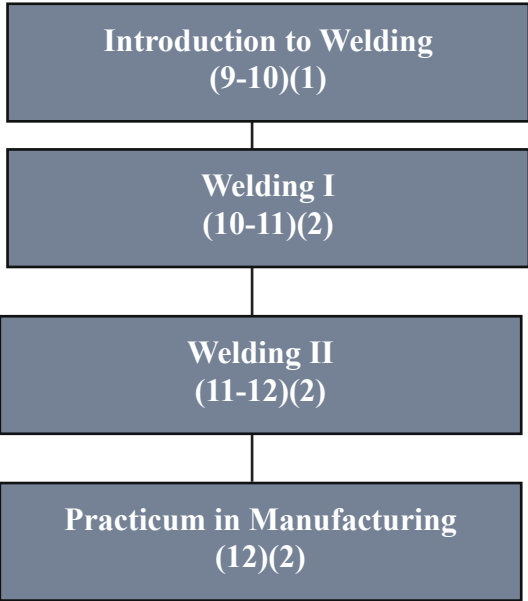 Introduction to Welding
(9-10)(1)
Welding I
(10-11)(2)
Welding II
(11-12)(2)
Practicum in Manufacturing
(12)(2)